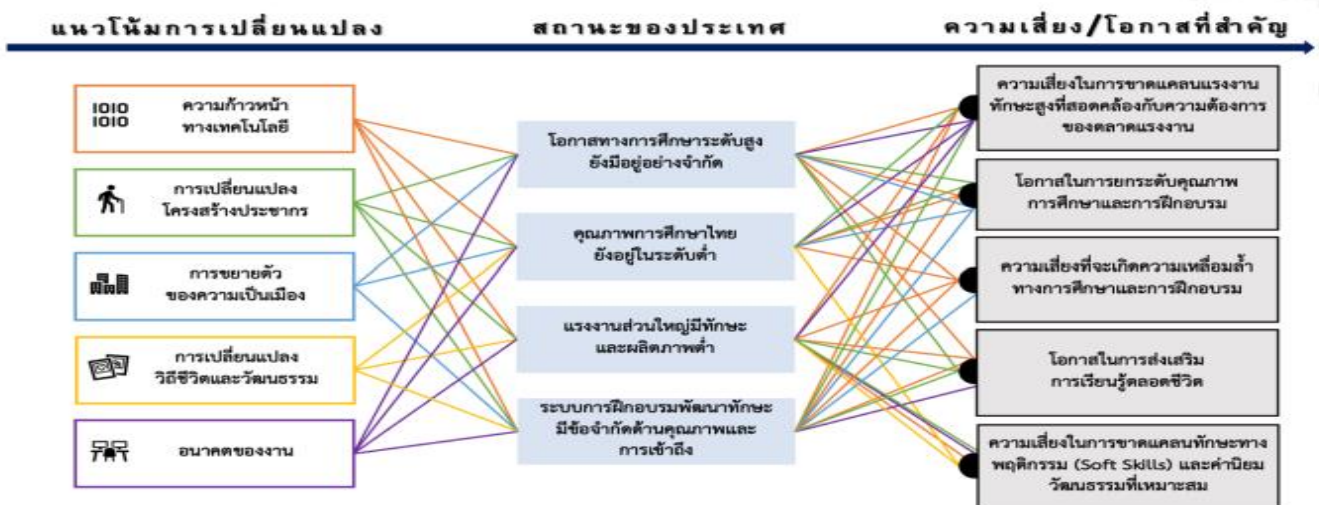 แนวโน้มการเปลี่ยนแปลง
สถานะของประเทศ
ความเสี่ยง/โอกาสที่สำคัญ
1010
1010
ความก้าวหน้า
ทางเทคโนโลยี
การเปลี่ยนแปลง
โครงสร้างประชากร
การขยายตัว
ของความเป็นเมือง
การเปลี่ยนแปลง
วิถีชีวิตและวัฒนธรรม
อนาคตของงาน
โอกาสทางการศึกษาระดับสูง
ยังมีอยู่อย่างจำกัด
คุณภาพการศึกษาไทย
ยังอยู่ในระดับต่ำ
แรงงานส่วนใหญ่มีทักษะ
และผลิตภาพต่ำ
ระบบการฝึกอบรมพัฒนาทักษะ
มีข้อจำกัดด้านคุณภาพและ
การเข้าถึง
ความเสี่ยงในการขาดแคลนแรงงาน
ทักษะสูงที่สอดคล้องกับความต้องการ
ของตลาดแรงงาน
โอกาสในการยกระดับคุณภาพ
การศึกษาและการฝึกอบรม
ความเสี่ยงที่จะเกิดความเหลื่อมล้ำ
ทางการศึกษาและการฝึกอบรม
โอกาสในการส่งเสริม
การเรียนรู้ตลอดชีวิต
ความเสี่ยงในการขาดแคลนทักษะทาง
พฤติกรรม (Soft Skills) และค่านิยม
วัฒนธรรมที่เหมาะสม